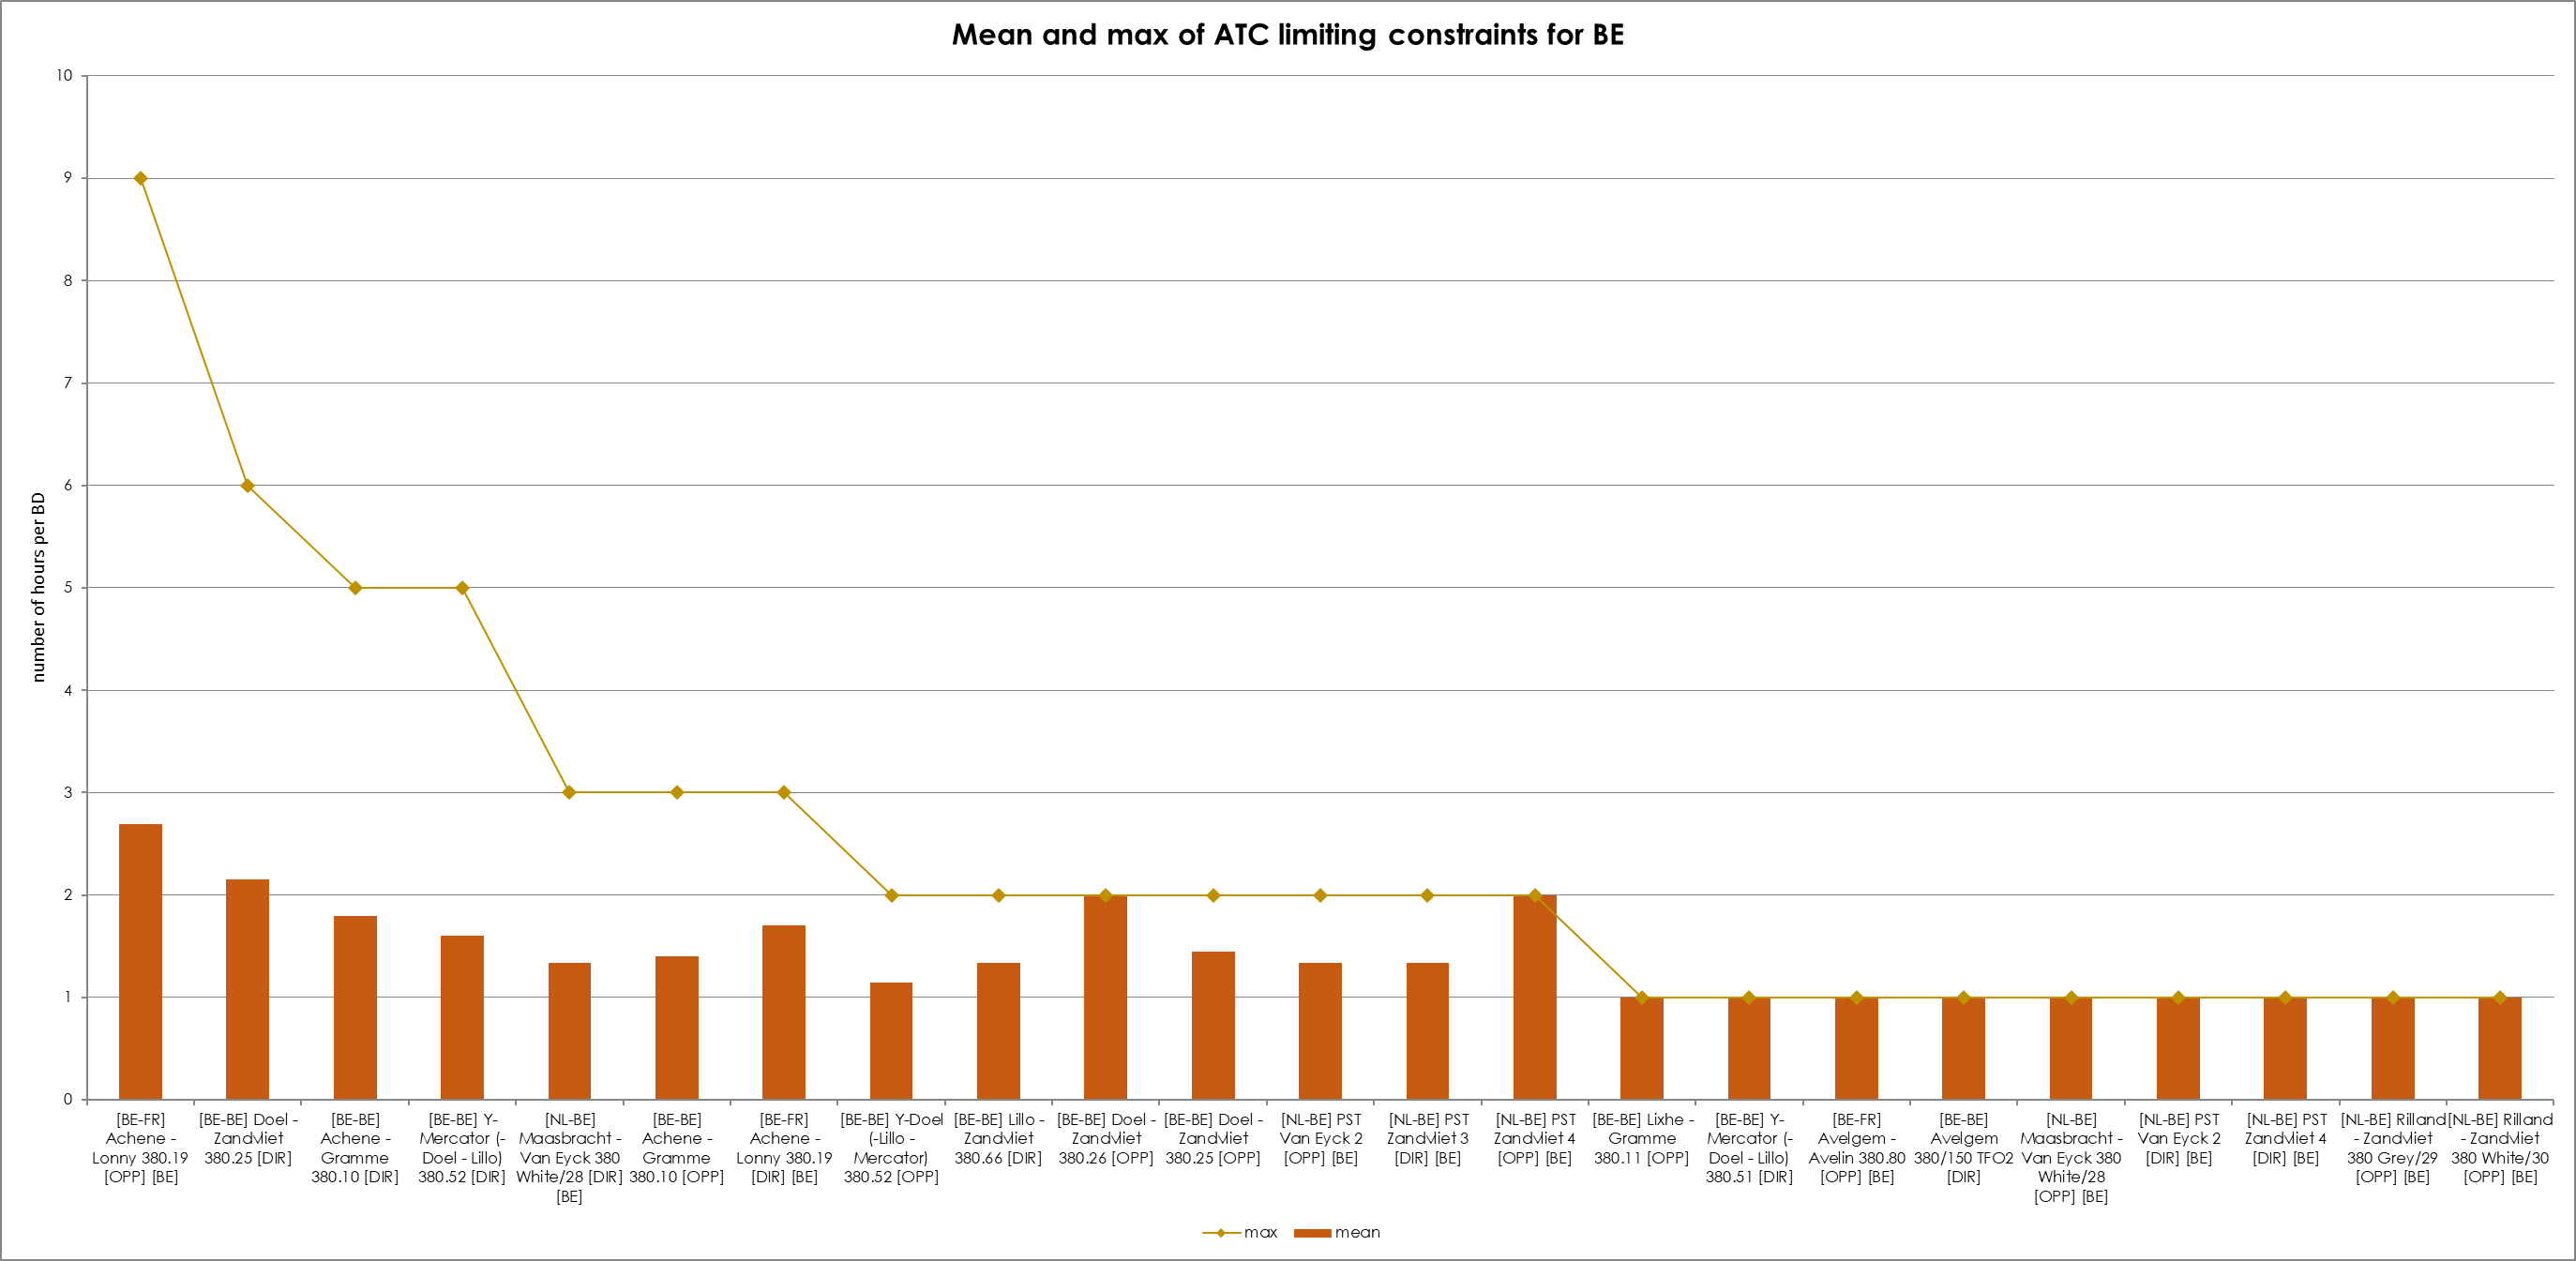 Mean and max of ATC limiting constraints for BE
number of hours per BD
10
9
8
7
6
5
4
3
2
1
0
[BE-FR]
Achene -
Lonny 380.19
[OPP] [BE]
[BE-BE] Doel -
Zandvliet
380.25 [DIR]
[BE-BE]
Achene -
Gramme
380.10 [DIR]
[BE-BE] Y-
Mercator (-
Doel - Lillo)
380.52 [DIR]
[NL-BE]
Maasbracht -
Van Eyck 380
White/28 [DIR]
[BE]
[BE-BE]
Achene -
Gramme
380.10 [OPP]
[BE-FR]
Achene -
Lonny 380.19
[DIR] [BE]
[BE-BE] Y-Doel
(-Lillo -
Mercator)
380.52 [OPP]
[BE-BE] Lillo -
Zandvliet
380.66 [DIR]
[BE-BE] Doel -
Zandvliet
380.26 [OPP]
[BE-BE] Doel -
Zandvliet
380.25 [OPP]
[NL-BE] PST
Van Eyck 2
[OPP] [BE]
[NL-BE] PST
Zandvliet 3
[DIR] [BE]
[NL-BE] PST
Zandvliet 4
[OPP] [BE]
[BE-BE] Lixhe -
Gramme
380.11 [OPP]
[BE-BE] Y-
Mercator (-
Doel - Lillo)
380.51 [DIR]
[BE-FR]
Avelgem -
Avelin 380.80
[OPP] [BE]
[BE-BE]
Avelgem
380/150 TFO2
[DIR]
[NL-BE]
Maasbracht -
Van Eyck 380
White/28
[OPP] [BE]
[NL-BE] PST
Van Eyck 2
[DIR] [BE]
[NL-BE] PST
Zandvliet 4
[DIR] [BE]
[NL-BE] Rilland
- Zandvliet
380 Grey/29
[OPP] [BE]
[NL-BE] Rilland
- Zandvliet
380 White/30
[OPP] [BE]
max
mean